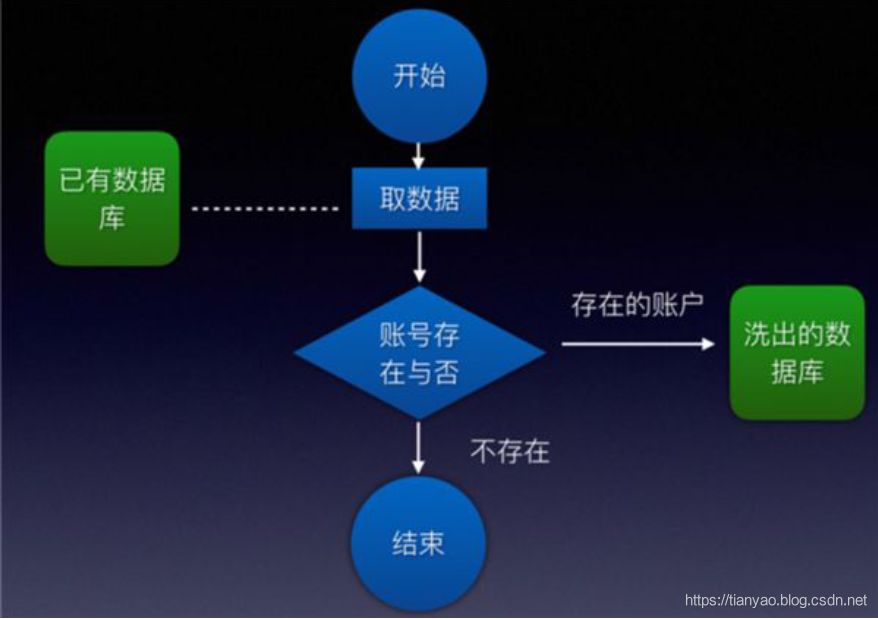 开始
已有数据
库
取数据
账号存
在与否
存在的账户
洗出的数
据库
不存在
结束
https://tianyao.blog.csdn.net